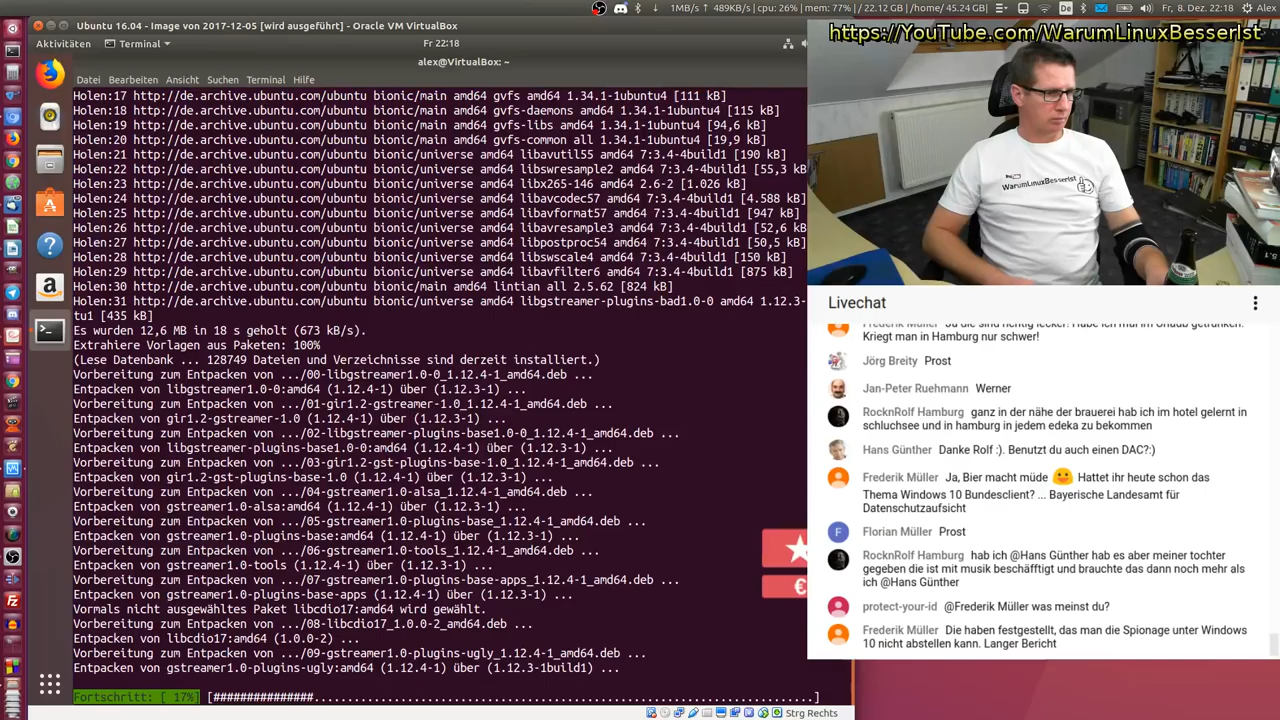 Ubuntu 16.04 - Image von 2017-12-05 [wird ausgeführt] - Oracle VM VirtualBox
1MB/s ↑ 489KB/s | cpu: 26% | mem: 77% | // 22.12 GB | /home/ 45.24 GB
De
Fr, 8. Dez, 22:18
Alex
Aktivitäten
Terminal
Fr 22:18
alex@VirtualBox: ~
Datei Bearbeiten Ansicht Suchen Terminal Hilfe
Holen:17 http://de.archive.ubuntu.com/ubuntu bionic/main amd64 gvfs amd64 1.34.1-1ubuntu4 [111 kB]
Holen:18 http://de.archive.ubuntu.com/ubuntu bionic/main amd64 gvfs-daemons amd64 1.34.1-1ubuntu4 [115 kB]
Holen:19 http://de.archive.ubuntu.com/ubuntu bionic/main amd64 gvfs-libs amd64 1.34.1-1ubuntu4 [94,6 kB]
Holen:20 http://de.archive.ubuntu.com/ubuntu bionic/main amd64 gvfs-common all 1.34.1-1ubuntu4 [19,9 kB]
Holen:21 http://de.archive.ubuntu.com/ubuntu bionic/universe amd64 libavutil55 amd64 7:3.4-4build1 [190 kB]
Holen:22 http://de.archive.ubuntu.com/ubuntu bionic/universe amd64 libswresample2 amd64 7:3.4-4build1 [55,3 k
Holen:23 http://de.archive.ubuntu.com/ubuntu bionic/universe amd64 libx265-146 amd64 2.6-2 [1.026 kB]
Holen:24 http://de.archive.ubuntu.com/ubuntu bionic/universe amd64 libavcodec57 amd64 7:3.4-4build1 [4.588 k
Holen:25 http://de.archive.ubuntu.com/ubuntu bionic/universe amd64 libavformat57 amd64 7:3.4-4build1 [947 kB
Holen:26 http://de.archive.ubuntu.com/ubuntu bionic/universe amd64 libavresample3 amd64 7:3.4-4build1 [52,6 k
Holen:27 http://de.archive.ubuntu.com/ubuntu bionic/universe amd64 libpostproc54 amd64 7:3.4-4build1 [50,5 k
Holen:28 http://de.archive.ubuntu.com/ubuntu bionic/universe amd64 libswscale4 amd64 7:3.4-4build1 [150 kB]
Holen:29 http://de.archive.ubuntu.com/ubuntu bionic/universe amd64 libavfilter6 amd64 7:3.4-4build1 [875 kB]
Holen:30 http://de.archive.ubuntu.com/ubuntu bionic/main amd64 lintian all 2.5.62 [824 kB]
Holen:31 http://de.archive.ubuntu.com/ubuntu bionic/universe amd64 libgstreamer-plugins-bad1.0-0 amd64 1.12.3-
tu1 [435 kB]
Es wurden 12,6 MB in 18 s geholt (673 kB/s).
Extrahiere Vorlagen aus Paketen: 100%
(Lese Datenbank ... 128749 Dateien und Verzeichnisse sind derzeit installiert.)
Vorbereitung zum Entpacken von .../00-libgstreamer1.0-0_1.12.4-1_amd64.deb ...
Entpacken von libgstreamer1.0-0:amd64 (1.12.4-1) über (1.12.3-1) ...
Vorbereitung zum Entpacken von .../01-gir1.2-gstreamer-1.0_1.12.4-1_amd64.deb ...
Entpacken von gir1.2-gstreamer-1.0 (1.12.4-1) über (1.12.3-1) ...
Vorbereitung zum Entpacken von .../02-libgstreamer-plugins-base1.0-0_1.12.4-1_amd64.deb ...
Entpacken von libgstreamer-plugins-base1.0-0:amd64 (1.12.4-1) über (1.12.3-1) ...
Vorbereitung zum Entpacken von .../03-gir1.2-gst-plugins-base-1.0_1.12.4-1_amd64.deb ...
Entpacken von gir1.2-gst-plugins-base-1.0 (1.12.4-1) über (1.12.3-1) ...
Vorbereitung zum Entpacken von .../04-gstreamer1.0-alsa_1.12.4-1_amd64.deb ...
Entpacken von gstreamer1.0-alsa:amd64 (1.12.4-1) über (1.12.3-1) ...
Vorbereitung zum Entpacken von .../05-gstreamer1.0-plugins-base_1.12.4-1_amd64.deb ...
Entpacken von gstreamer1.0-plugins-base:amd64 (1.12.4-1) über (1.12.3-1) ...
Vorbereitung zum Entpacken von .../06-gstreamer1.0-tools_1.12.4-1_amd64.deb ...
Entpacken von gstreamer1.0-tools (1.12.4-1) über (1.12.3-1) ...
Vorbereitung zum Entpacken von .../07-gstreamer1.0-plugins-base-apps_1.12.4-1_amd64.deb ...
Entpacken von gstreamer1.0-plugins-base-apps (1.12.4-1) über (1.12.3-1) ...
Vormals nicht ausgewähltes Paket libcdio17:amd64 wird gewählt.
Vorbereitung zum Entpacken von .../08-libcdio17_1.0.0-2_amd64.deb ...
Entpacken von libcdio17:amd64 (1.0.0-2) ...
Vorbereitung zum Entpacken von .../09-gstreamer1.0-plugins-ugly_1.12.4-1_amd64.deb ...
Entpacken von gstreamer1.0-plugins-ugly:amd64 (1.12.4-1) über (1.12.3-1build1) ...
Fortschritt: [ 17%]
Strg Rechts
https://YouTube.com/WarumLinuxBesserIst
WarumLinuxBesserIst
Livechat
Frederik Müller Ja die sind richtig lecker! Habe ich mal im Urlaub getrunken.
Kriegt man in Hamburg nur schwer!
Jörg Breity Prost
Jan-Peter Ruehmann Werner
RocknRolf Hamburg ganz in der nähe der brauerei hab ich im hotel gelernt in
schluchsee und in hamburg in jedem edeka zu bekommen
Hans Günther Danke Rolf :). Benutzt du auch einen DAC?:)
Frederik Müller Ja, Bier macht müde Hattet ihr heute schon das
Thema Windows 10 Bundesclient? ... Bayerische Landesamt für
Datenschutzaufsicht
F
Florian Müller Prost
RocknRolf Hamburg hab ich @Hans Günther hab es aber meiner tochter
gegeben die ist mit musik beschäfftigt und brauchte das dann noch mehr als
ich @Hans Günther
protect-your-id @Frederik Müller was meinst du?
Frederik Müller Die haben festgestellt, das man die Spionage unter Windows
10 nicht abstellen kann. Langer Bericht